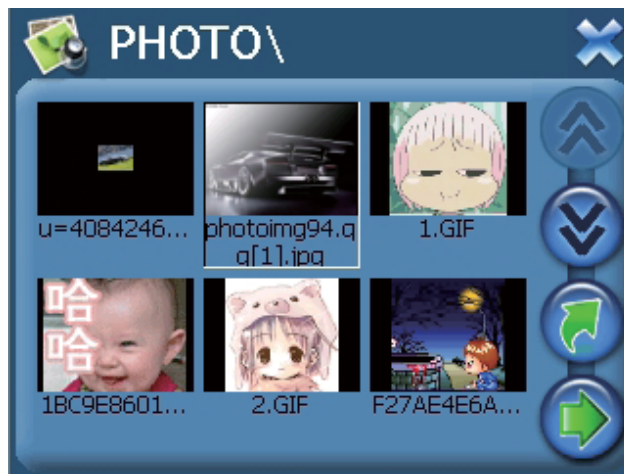 PHOTO\
u=4084246...
photoimg94.q
q[1].jpg
1.GIF
哈
哈
1BC9E8601...
2.GIF
F27AE4E6A...